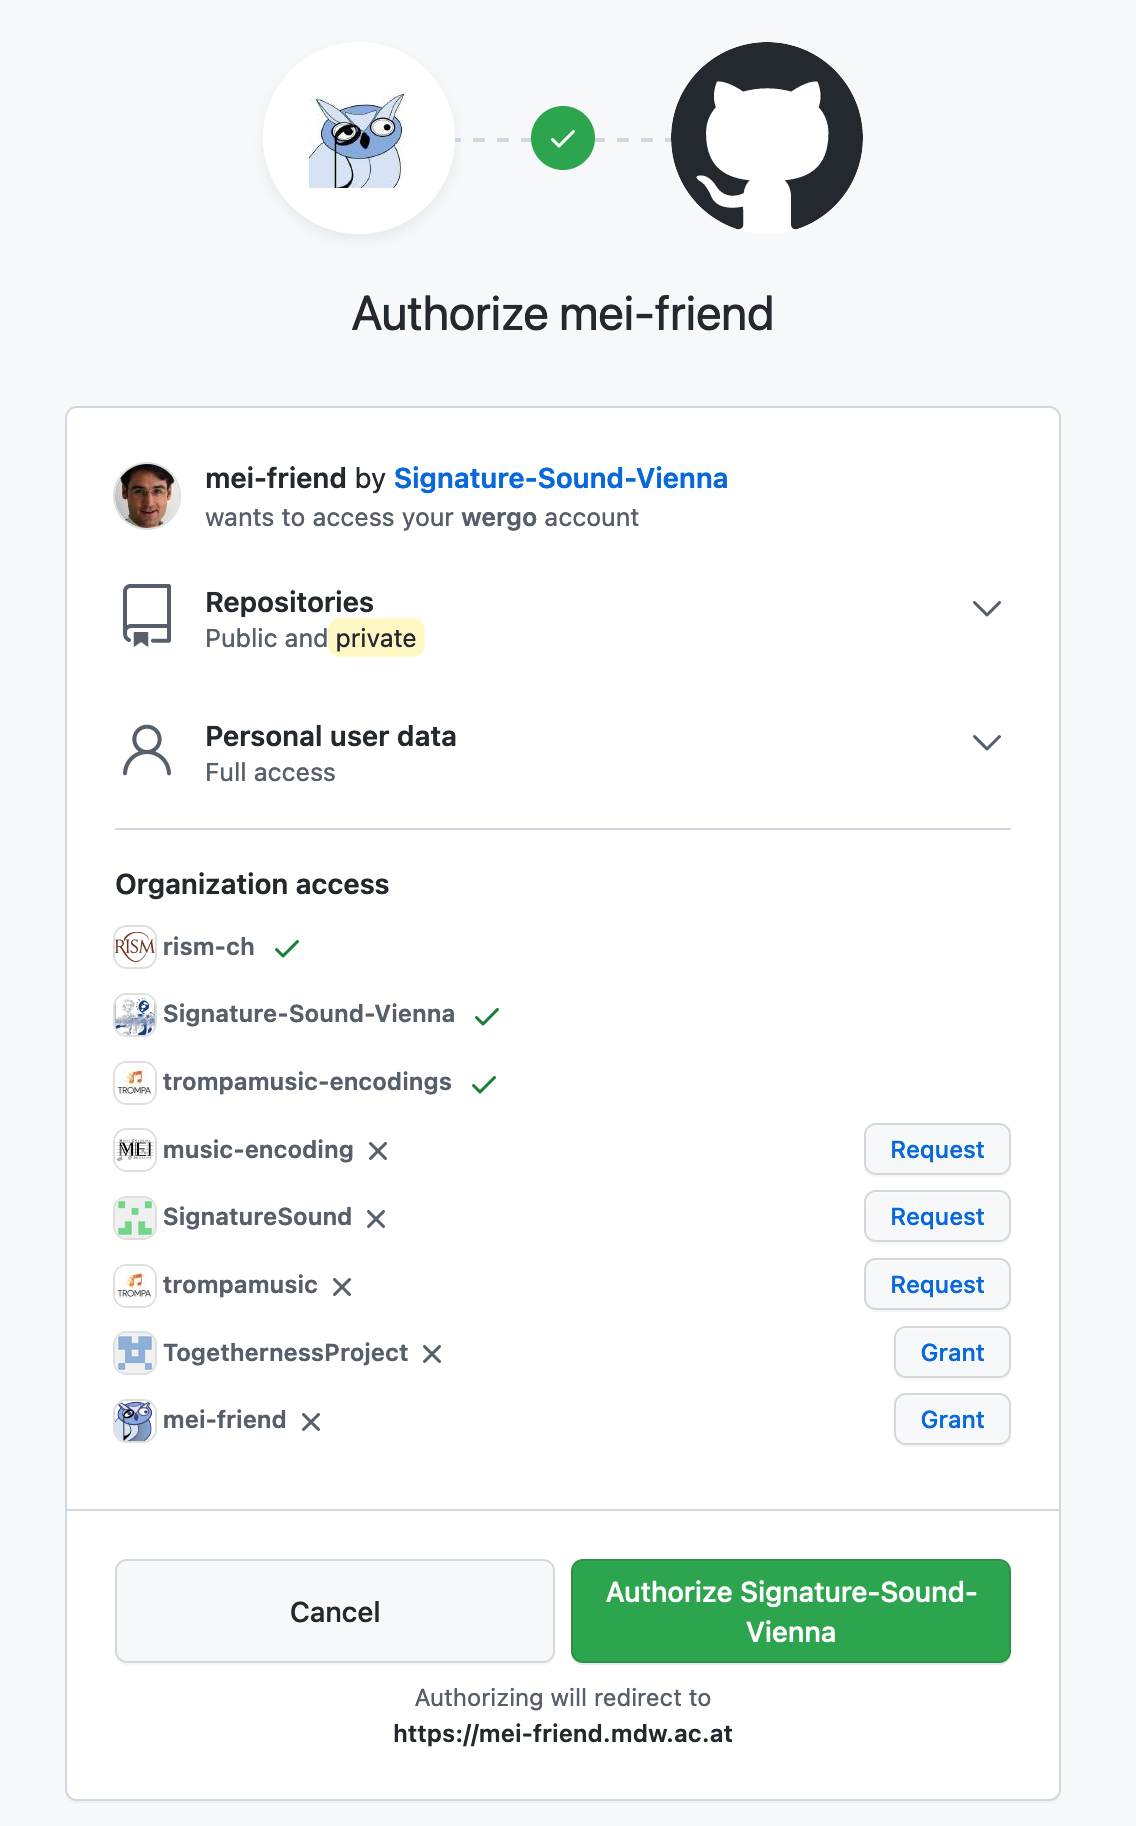 Authorize mei-friend
mei-friend by Signature-Sound-Vienna
wants to access your wergo account
Repositories
Public and private
Personal user data
Full access
Organization access
RISM rism-ch
Signature-Sound-Vienna
TROMPA trompamusic-encodings
MEI music-encoding Request
SignatureSound Request
TROMPA trompamusic Request
TogethernessProject Grant
mei-friend Grant
Cancel
Authorize Signature-Sound-
Vienna
Authorizing will redirect to
https://mei-friend.mdw.ac.at